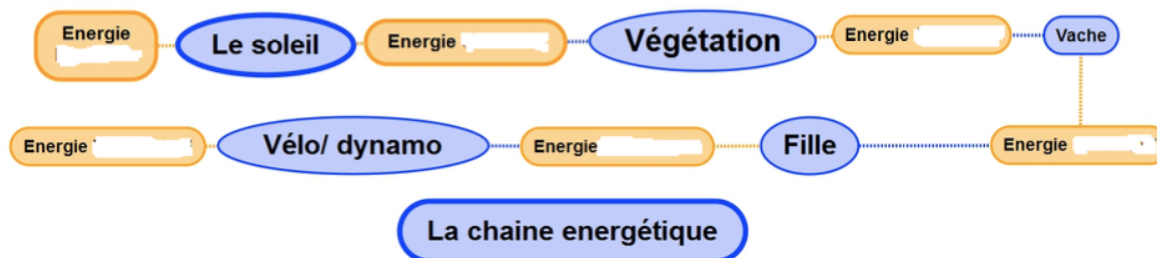 Energie
Le soleil
Energie
Végétation
Energie
Vache
Energie
Vélo/ dynamo
Energie
Fille
Energie
La chaine energétique